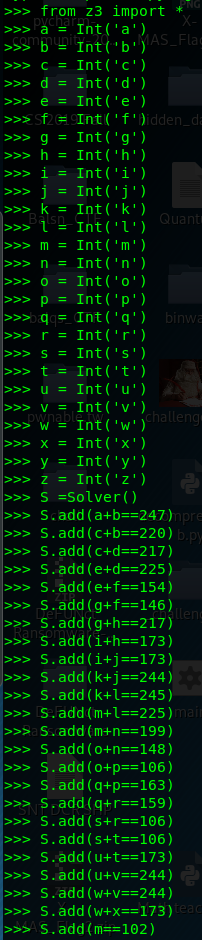 >>> from z3 import *
>>> a = Int('a')
>>> b = Int('b')
>>> c = Int('c')
>>> d = Int('d')
>>> e = Int('e')
>>> f = Int('f')
>>> g = Int('g')
>>> h = Int('h')
>>> i = Int('i')
>>> j = Int('j')
>>> k = Int('k')
>>> l = Int('l')
>>> m = Int('m')
>>> n = Int('n')
>>> o = Int('o')
>>> p = Int('p')
>>> q = Int('q')
>>> r = Int('r')
>>> s = Int('s')
>>> t = Int('t')
>>> u = Int('u')
>>> v = Int('v')
>>> w = Int('w')
>>> x = Int('x')
>>> y = Int('y')
>>> z = Int('z')
>>> S =Solver()
>>> S.add(a+b==247)
>>> S.add(c+b==220)
>>> S.add(c+d==217)
>>> S.add(e+d==225)
>>> S.add(e+f==154)
>>> S.add(g+f==146)
>>> S.add(g+h==217)
>>> S.add(i+h==173)
>>> S.add(i+j==173)
>>> S.add(k+j==244)
>>> S.add(k+l==245)
>>> S.add(m+l==225)
>>> S.add(m+n==199)
>>> S.add(o+n==148)
>>> S.add(o+p==106)
>>> S.add(q+p==163)
>>> S.add(q+r==159)
>>> S.add(s+r==106)
>>> S.add(s+t==106)
>>> S.add(u+t==173)
>>> S.add(u+v==244)
>>> S.add(w+v==244)
>>> S.add(w+x==173)
>>> S.add(m==102)